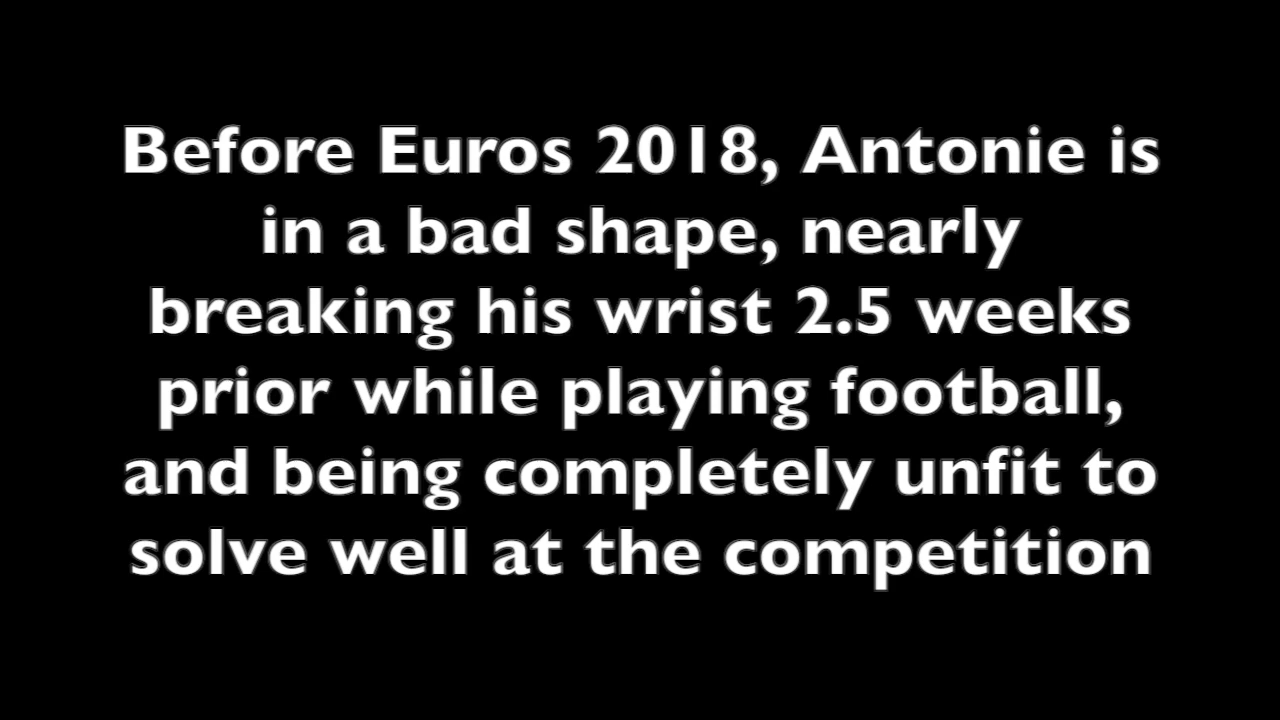 Before Euros 2018, Antonie is
in a bad shape, nearly
breaking his wrist 2.5 weeks
prior while playing football,
and being completely unfit to
solve well at the competition